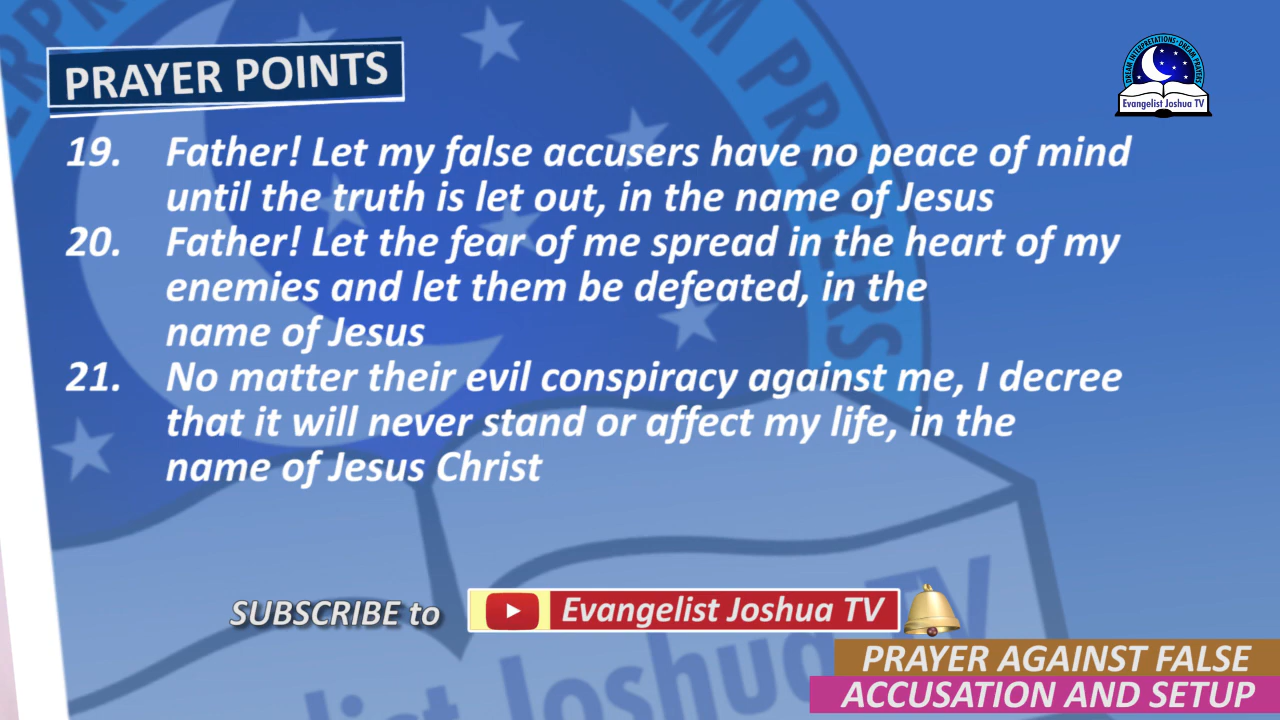 PRAYER POINTS
DREAM INTERPRETATIONS, DREAM PRAYERS
Evangelist Joshua TV
19. Father! Let my false accusers have no peace of mind
until the truth is let out, in the name of Jesus
20. Father! Let the fear of me spread in the heart of my
enemies and let them be defeated, in the
name of Jesus
21. No matter their evil conspiracy against me, I decree
that it will never stand or affect my life, in the
name of Jesus Christ
SUBSCRIBE to Evangelist Joshua TV
PRAYER AGAINST FALSE
ACCUSATION AND SETUP